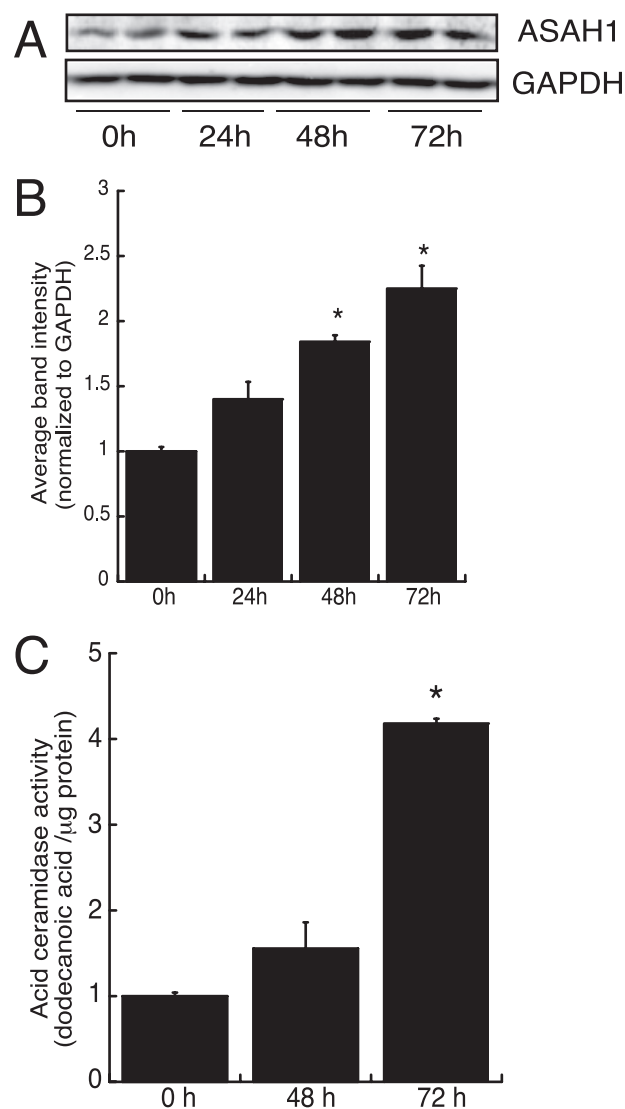 A
ASAH1
GAPDH
0h 24h 48h 72h
B
Average band intensity
(normalized to GAPDH)
3
2.5
2
1.5
1
0.5
0
*
*
0h 24h 48h 72h
C
Acid ceramidase activity
(dodecanoic acid /µg protein)
5
4
3
2
1
0
*
0 h 48 h 72 h